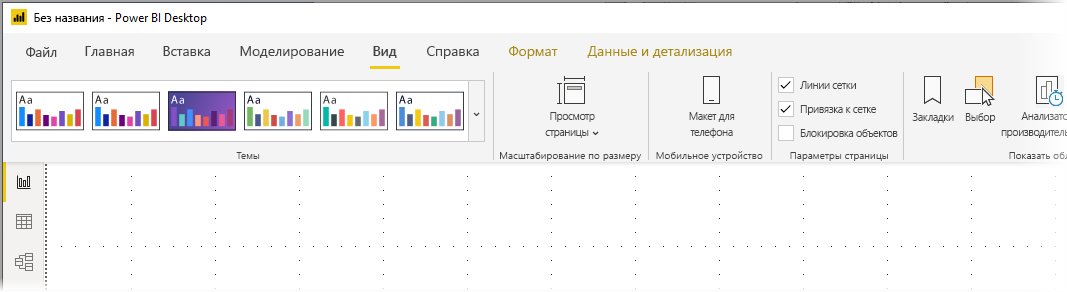 Без названия - Power BI Desktop
Файл Главная Вставка Моделирование Вид Справка Формат Данные и детализация
Aa Aa Aa Aa Aa Aa
Темы
Просмотр
страницы
Масштабирование по размеру
Макет для
телефона
Мобильное устройство
Линии сетки
Привязка к сетке
Блокировка объектов
Параметры страницы
Закладки
Выбор
Анализато
производитель
Показать обл